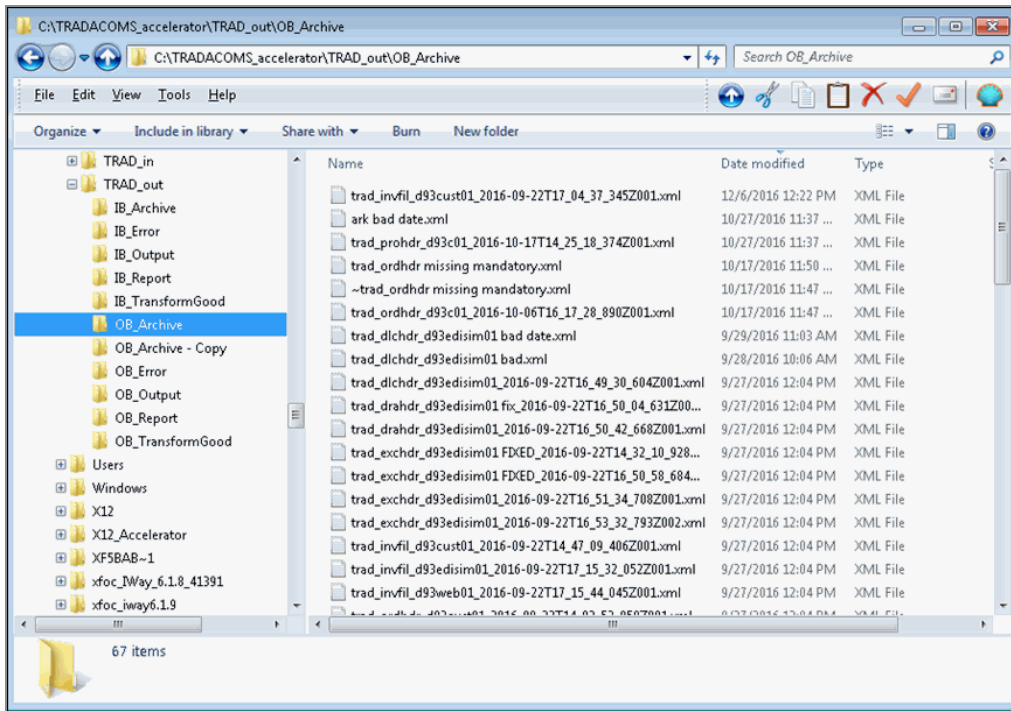 C:\TRADACOMS_accelerator\TRAD_out\OB_Archive
C:\TRADACOMS_accelerator\TRAD_out\OB_Archive Search OB_Archive
File Edit View Tools Help
Organize Include in library Share with Burn New folder
TRAD_in
TRAD_out
IB_Archive
IB_Error
IB_Output
IB_Report
IB_TransformGood
OB_Archive
OB_Archive - Copy
OB_Error
OB_Output
OB_Report
OB_TransformGood
Users
Windows
X12
X12_Accelerator
XF5BAB~1
xfoc_IWay_6.1.8_41391
xfoc_iway6.1.9
Name Date modified Type
trad_invfil_d93cust01_2016-09-22T17_04_37_345Z001.xml 12/6/2016 12:22 PM XML File
ark bad date.xml 10/27/2016 11:37 ... XML File
trad_prohdr_d93c01_2016-10-17T14_25_18_374Z001.xml 10/27/2016 11:37 ... XML File
trad_ordhdr missing mandatory.xml 10/17/2016 11:50 ... XML File
~trad_ordhdr missing mandatory.xml 10/17/2016 11:47 ... XML File
trad_ordhdr_d93c01_2016-10-06T16_17_28_890Z001.xml 10/17/2016 11:47 ... XML File
trad_dlchdr_d93edisim01 bad date.xml 9/29/2016 11:03 AM XML File
trad_dlchdr_d93edisim01 bad.xml 9/28/2016 10:06 AM XML File
trad_dlchdr_d93edisim01_2016-09-22T16_49_30_604Z001.xml 9/27/2016 12:04 PM XML File
trad_drahdr_d93edisim01 fix_2016-09-22T16_50_04_631Z00... 9/27/2016 12:04 PM XML File
trad_drahdr_d93edisim01_2016-09-22T16_50_42_668Z001.xml 9/27/2016 12:04 PM XML File
trad_exchdr_d93edisim01 FIXED_2016-09-22T14_32_10_928... 9/27/2016 12:04 PM XML File
trad_exchdr_d93edisim01 FIXED_2016-09-22T16_50_58_684... 9/27/2016 12:04 PM XML File
trad_exchdr_d93edisim01_2016-09-22T16_51_34_708Z001.xml 9/27/2016 12:04 PM XML File
trad_exchdr_d93edisim01_2016-09-22T16_53_32_793Z002.xml 9/27/2016 12:04 PM XML File
trad_invfil_d93cust01_2016-09-22T14_47_09_406Z001.xml 9/27/2016 12:04 PM XML File
trad_invfil_d93edisim01_2016-09-22T17_15_32_052Z001.xml 9/27/2016 12:04 PM XML File
trad_invfil_d93web01_2016-09-22T17_15_44_045Z001.xml 9/27/2016 12:04 PM XML File
67 items